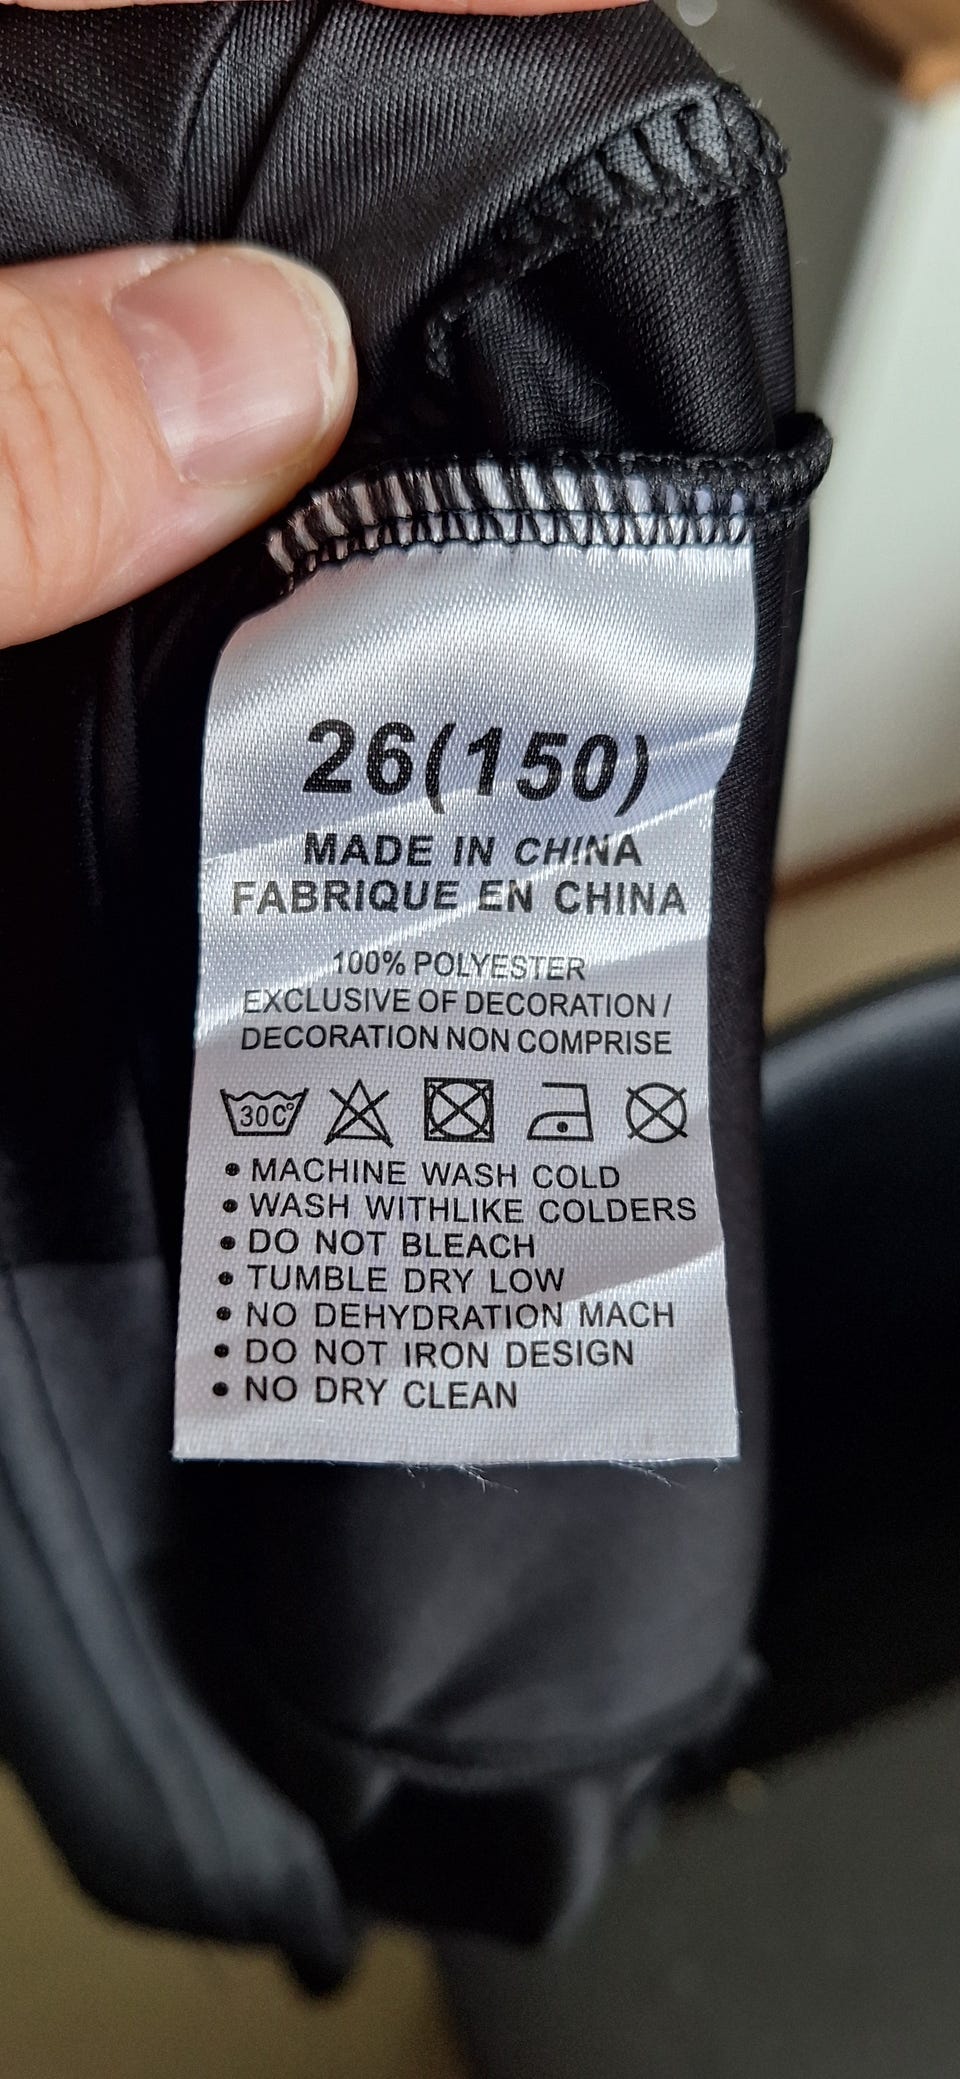 26(150)
MADE IN CHINA
FABRIQUE EN CHINA
100% POLYESTER
EXCLUSIVE OF DECORATION /
DECORATION NON COMPRISE
30C°
• MACHINE WASH COLD
• WASH WITHLIKE COLDERS
• DO NOT BLEACH
• TUMBLE DRY LOW
• NO DEHYDRATION MACH
• DO NOT IRON DESIGN
• NO DRY CLEAN